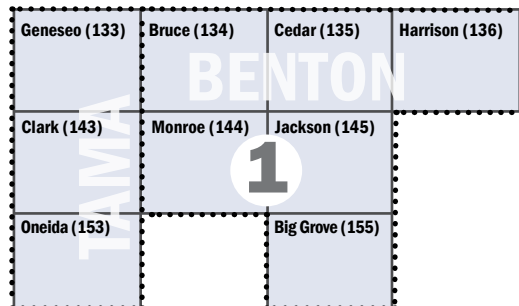 Geneseo (133) Bruce (134) Cedar (135) Harrison (136)
BENTON
TAMA
Clark (143) Monroe (144) Jackson (145)
1
Oneida (153) Big Grove (155)